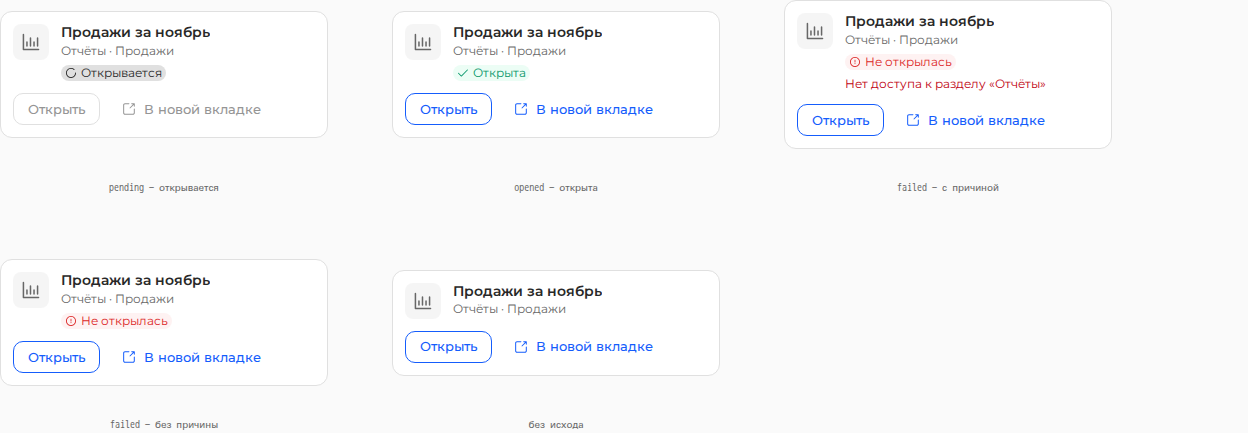 Продажи за ноябрь
Отчёты · Продажи
Открывается
Открыть В новой вкладке
pending — открывается
Продажи за ноябрь
Отчёты · Продажи
Открыта
Открыть В новой вкладке
opened — открыта
Продажи за ноябрь
Отчёты · Продажи
Не открылась
Нет доступа к разделу «Отчёты»
Открыть В новой вкладке
failed — с причиной
Продажи за ноябрь
Отчёты · Продажи
Не открылась
Открыть В новой вкладке
failed — без причины
Продажи за ноябрь
Отчёты · Продажи
Открыть В новой вкладке
без исхода